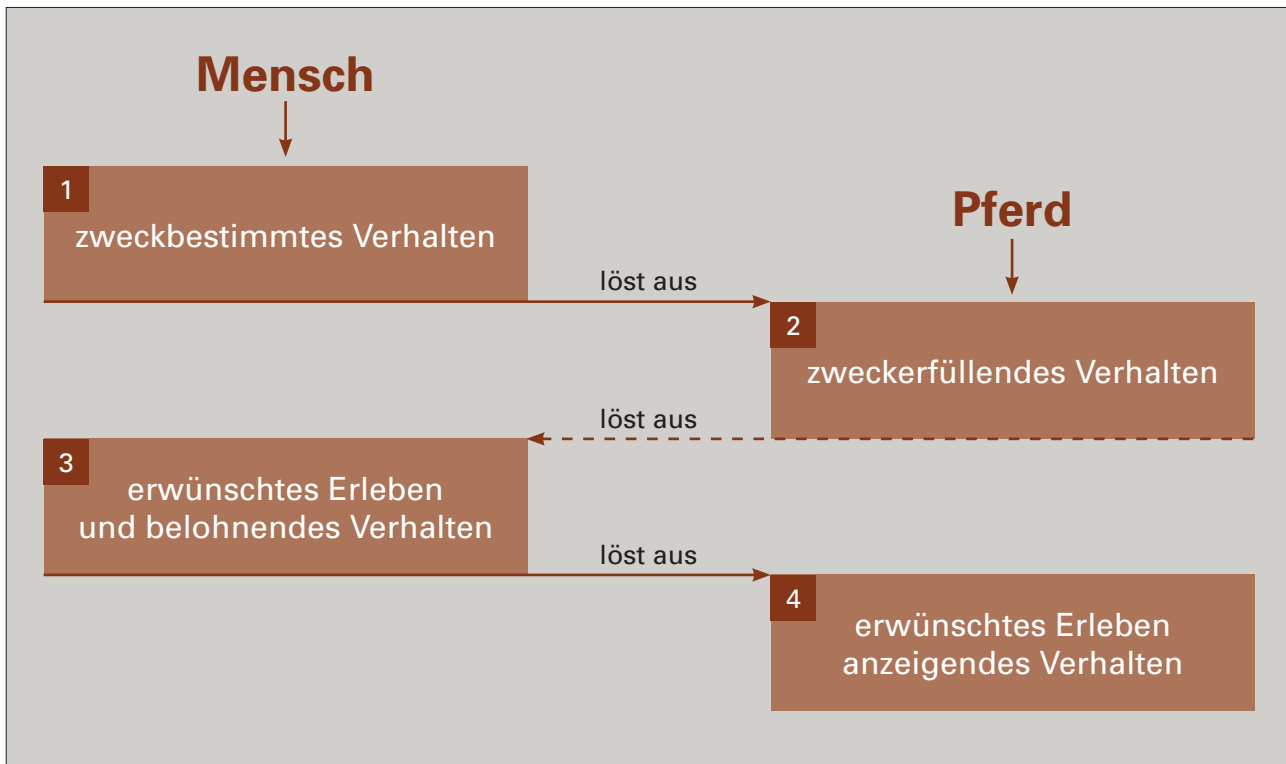 Mensch
1
zweckbestimmtes Verhalten
Pferd
löst aus
2
zweckerfüllendes Verhalten
löst aus
3
erwünschtes Erleben
und belohnendes Verhalten
löst aus
4
erwünschtes Erleben
anzeigendes Verhalten